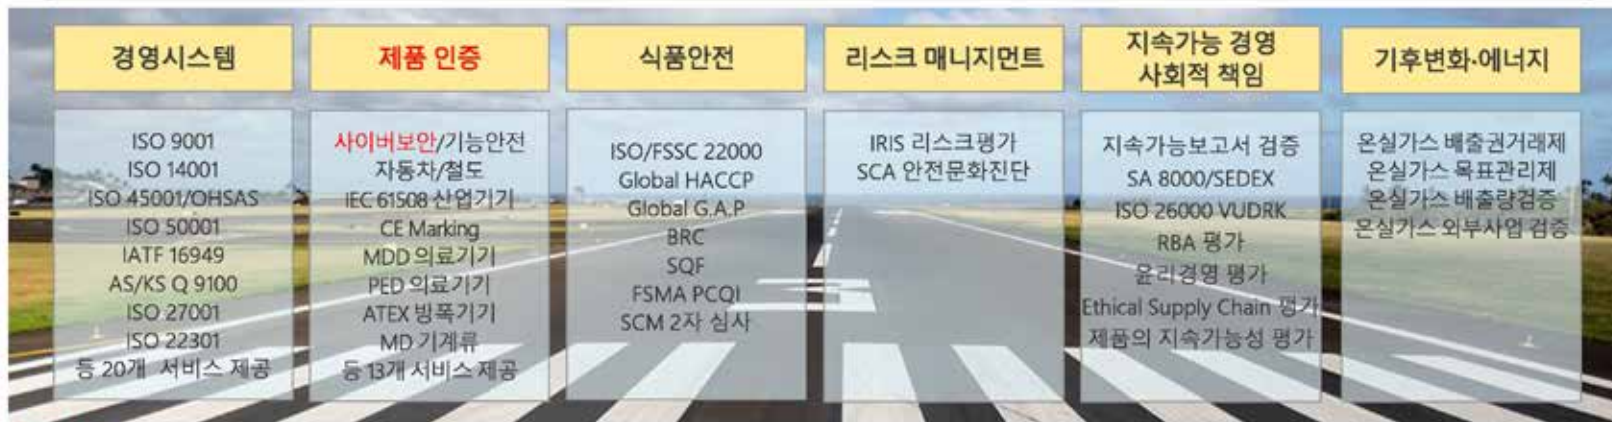 경영시스템
ISO 9001
ISO 14001
ISO 45001/OHSAS
ISO 50001
IATF 16949
AS/KS Q 9100
ISO 27001
ISO 22301
등 20개 서비스 제공
제품 인증
사이버보안/기능안전
자동차/철도
IEC 61508 산업기기
CE Marking
MDD 의료기기
PED 의료기기
ATEX 방폭기기
MD 기계류
등 13개 서비스 제공
식품안전
ISO/FSSC 22000
Global HACCP
Global G.A.P
BRC
SQF
FSMA PCQI
SCM 2자 심사
리스크 매니지먼트
IRIS 리스크평가
SCA 안전문화진단
지속가능 경영
사회적 책임
지속가능보고서 검증
SA 8000/SEDEX
ISO 26000 VUDRK
RBA 평가
윤리경영 평가
Ethical Supply Chain 평가
제품의 지속가능성 평가
기후변화·에너지
온실가스 배출권거래제
온실가스 목표관리제
온실가스 배출량검증
온실가스 외부사업 검증